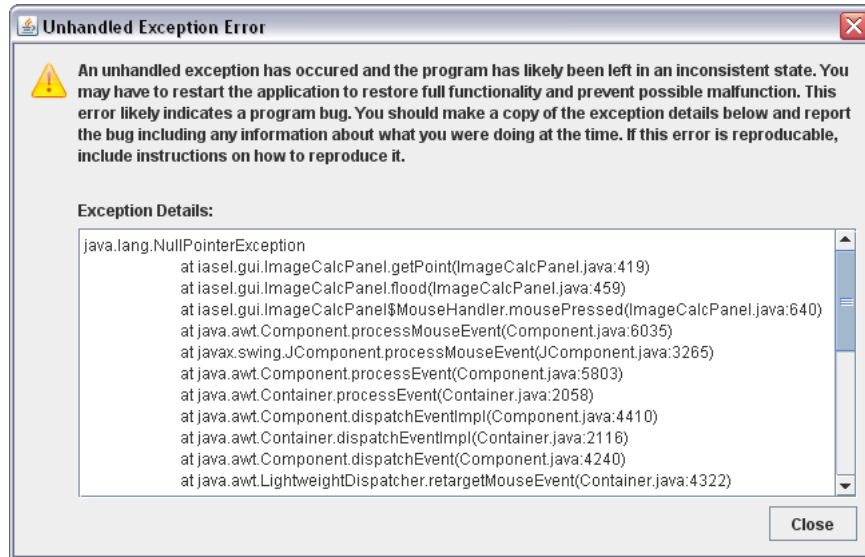 Unhandled Exception Error
An unhandled exception has occured and the program has likely been left in an inconsistent state. You
may have to restart the application to restore full functionality and prevent possible malfunction. This
error likely indicates a program bug. You should make a copy of the exception details below and report
the bug including any information about what you were doing at the time. If this error is reproducable,
include instructions on how to reproduce it.
Exception Details:
java.lang.NullPointerException
at iasel.gui.ImageCalcPanel.getPoint(ImageCalcPanel.java:419)
at iasel.gui.ImageCalcPanel.flood(ImageCalcPanel.java:459)
at iasel.gui.ImageCalcPanel$MouseHandler.mousePressed(ImageCalcPanel.java:640)
at java.awt.Component.processMouseEvent(Component.java:6035)
at javax.swing.JComponent.processMouseEvent(JComponent.java:3265)
at java.awt.Component.processEvent(Component.java:5803)
at java.awt.Container.processEvent(Container.java:2058)
at java.awt.Component.dispatchEventImpl(Component.java:4410)
at java.awt.Container.dispatchEventImpl(Container.java:2116)
at java.awt.Component.dispatchEvent(Component.java:4240)
at java.awt.LightweightDispatcher.retargetMouseEvent(Container.java:4322)
Close